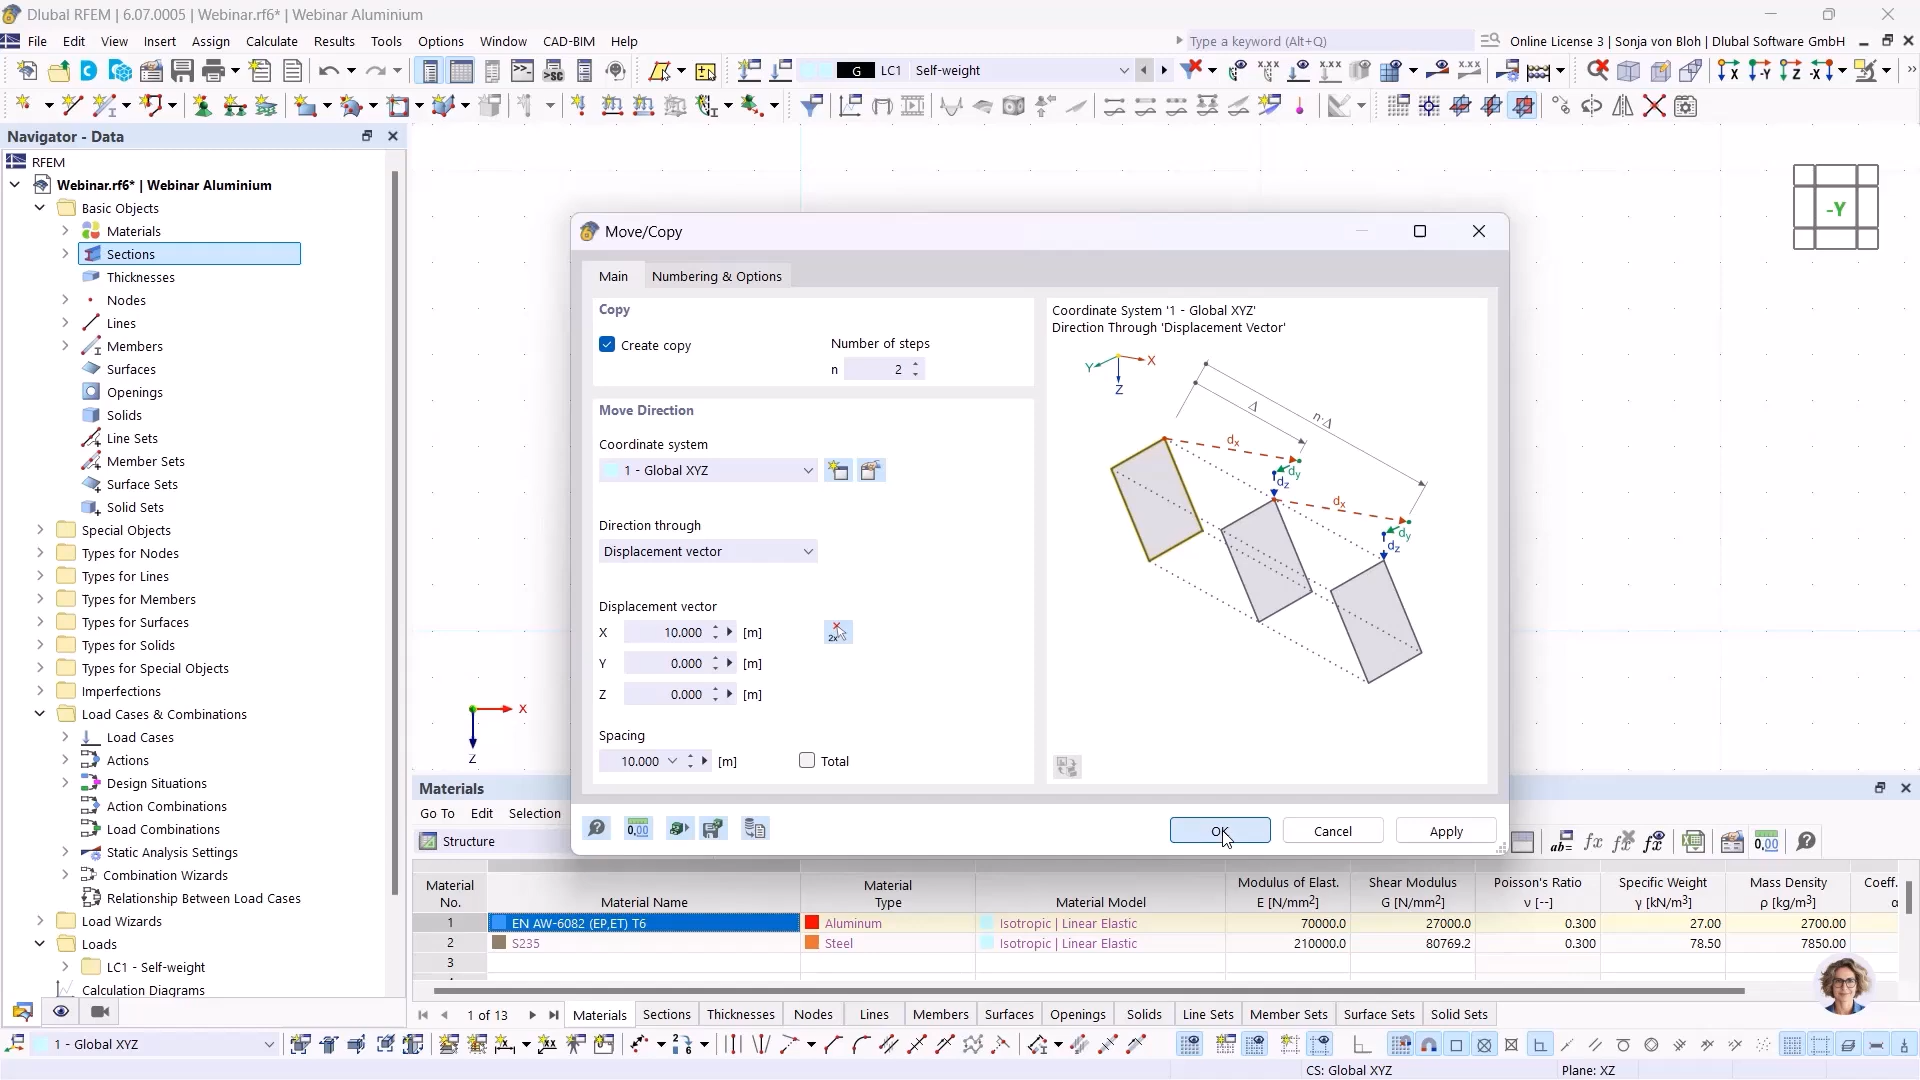 Dlubal RFEM | 6.07.0005 | Webinar.rf6* | Webinar Aluminium
File Edit View Insert Assign Calculate Results Tools Options Window CAD-BIM Help
Type a keyword (Alt+Q)
Online License 3 | Sonja von Bloh | Dlubal Software GmbH
G LC1 Self-weight
Navigator - Data
RFEM
Webinar.rf6* | Webinar Aluminium
Basic Objects
Materials
Sections
Thicknesses
Nodes
Lines
Members
Surfaces
Openings
Solids
Line Sets
Member Sets
Surface Sets
Solid Sets
Special Objects
Types for Nodes
Types for Lines
Types for Members
Types for Surfaces
Types for Solids
Types for Special Objects
Imperfections
Load Cases & Combinations
Load Cases
Actions
Design Situations
Action Combinations
Load Combinations
Static Analysis Settings
Combination Wizards
Relationship Between Load Cases
Load Wizards
Loads
LC1 - Self-weight
Calculation Diagrams
-Y
X
Z
Move/Copy
Main
Numbering & Options
Copy
Create copy
Number of steps
n 2
Move Direction
Coordinate system
1 - Global XYZ
Direction through
Displacement vector
Displacement vector
X 10.000 [m]
Y 0.000 [m]
Z 0.000 [m]
Spacing
10.000 [m]
Total
Coordinate System '1 - Global XYZ'
Direction Through 'Displacement Vector'
X
Y
Z
Δ
n·Δ
dx
dy
dz
dx
dy
dz
OK
Cancel
Apply
Materials
Go To Edit Selection
Structure
Material No. Material Name Material Type Material Model Modulus of Elast. E [N/mm²] Shear Modulus G [N/mm²] Poisson's Ratio ν [--] Specific Weight γ [kN/m³] Mass Density ρ [kg/m³] Coeff. α
1 EN AW-6082 (EP,ET) T6 Aluminum Isotropic | Linear Elastic 70000.0 27000.0 0.300 27.00 2700.00
2 S235 Steel Isotropic | Linear Elastic 210000.0 80769.2 0.300 78.50 7850.00
3
1 of 13
Materials Sections Thicknesses Nodes Lines Members Surfaces Openings Solids Line Sets Member Sets Surface Sets Solid Sets
1 - Global XYZ
CS: Global XYZ
Plane: XZ